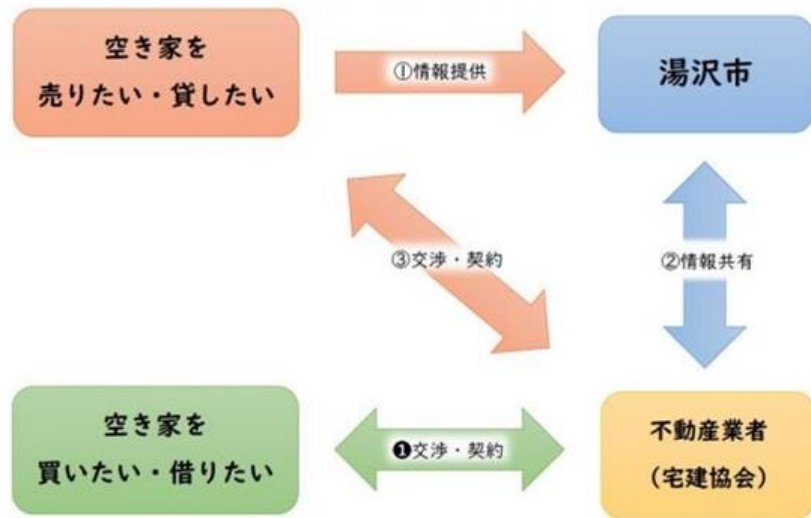 空き家を
売りたい・貸したい
①情報提供
湯沢市
③交渉・契約
②情報共有
空き家を
買いたい・借りたい
❶交渉・契約
不動産業者
（宅建協会）